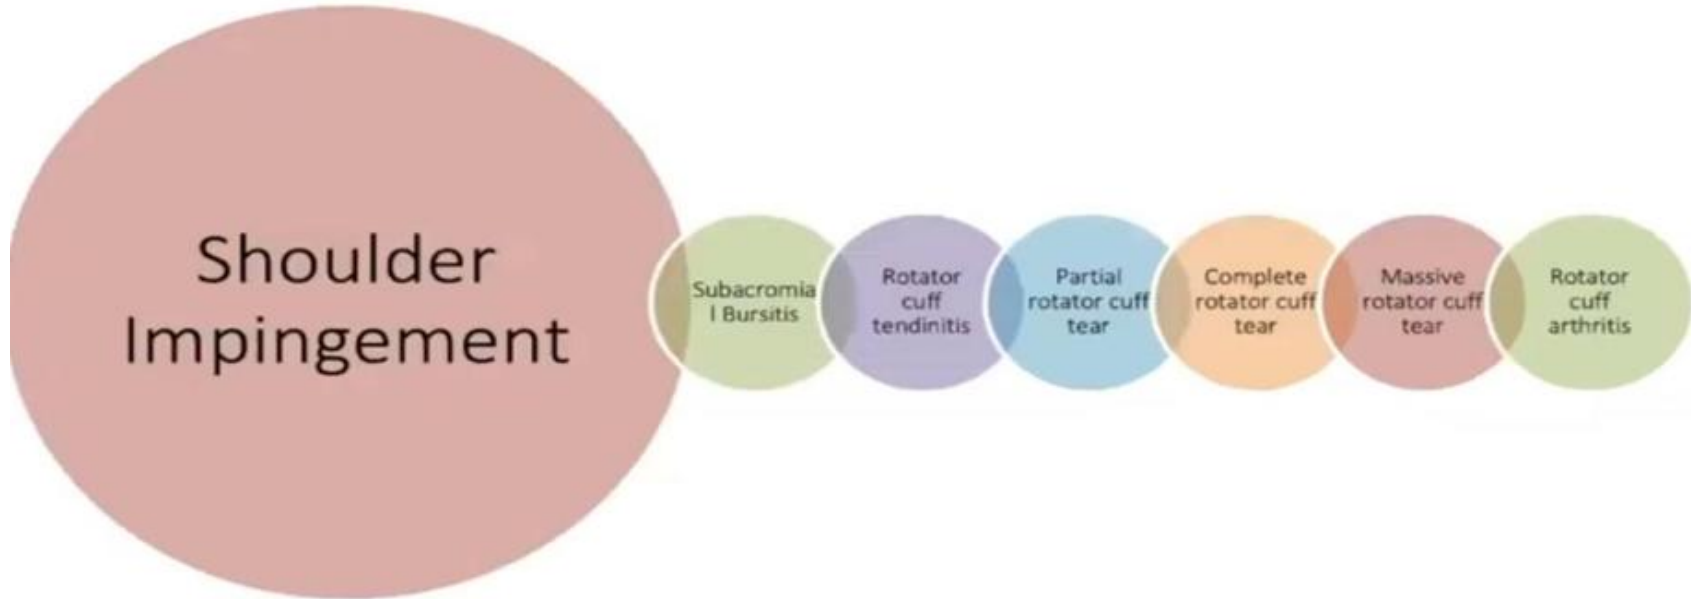 Shoulder
Impingement
Subacromia
l Bursitis
Rotator
cuff
tendinitis
Partial
rotator cuff
tear
Complete
rotator cuff
tear
Massive
rotator cuff
tear
Rotator
cuff
arthritis